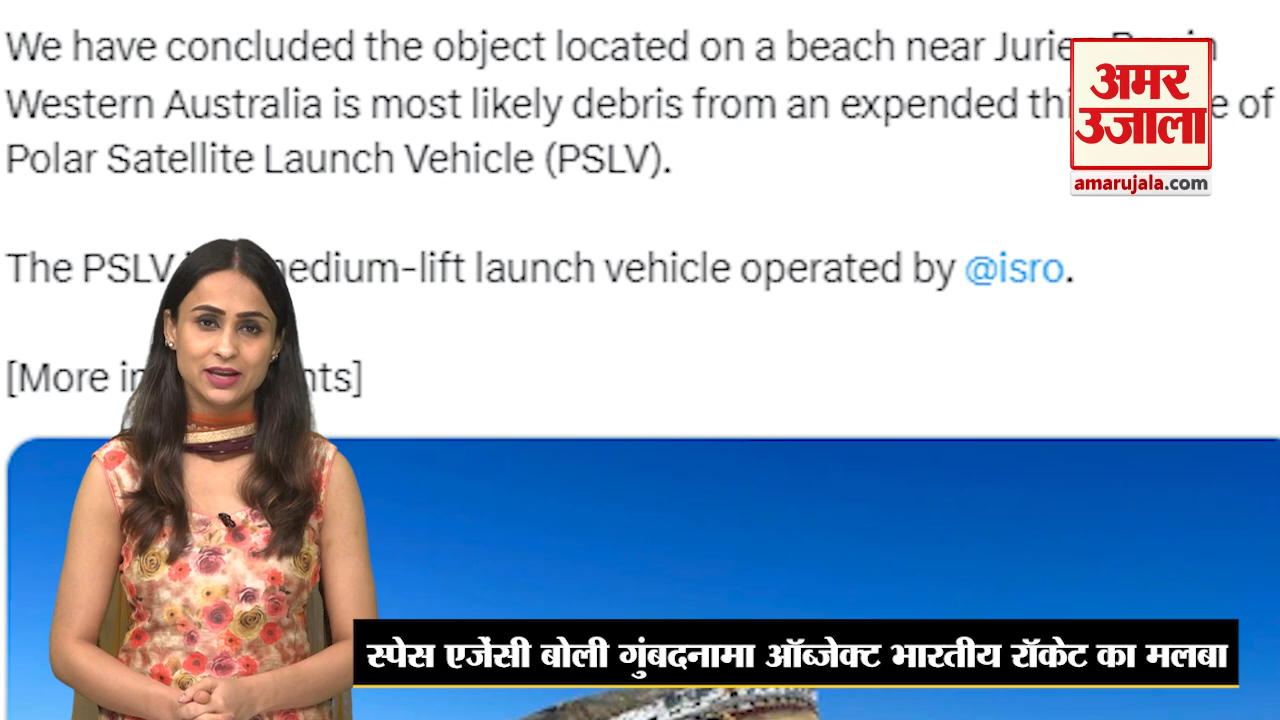 We have concluded the object located on a beach near Jurien
Western Australia is most likely debris from an expended of
Polar Satellite Launch Vehicle (PSLV).
The PSLV medium-lift launch vehicle operated by @isro.
[More
अमर
उजाला
amarujala.com
स्पेस एजेंसी बोली गुंबदनामा ऑब्जेक्ट भारतीय रॉकेट का मलबा